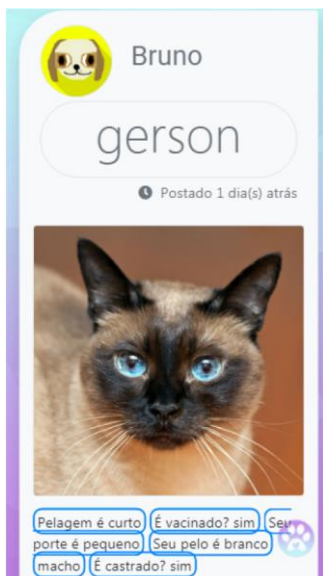 Bruno
gerson
Postado 1 dia(s) atrás
Pelagem é curto É vacinado? sim Seu
porte é pequeno Seu pelo é branco
macho É castrado? sim